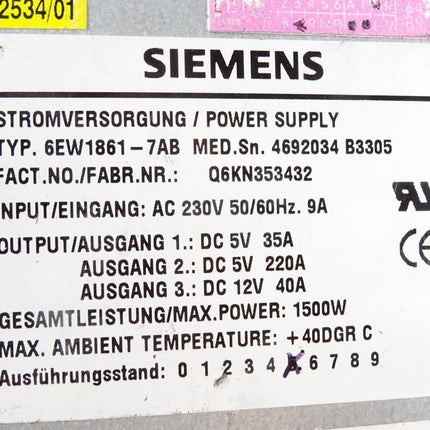 2534/01
SIEMENS
STROMVERSORGUNG / POWER SUPPLY
TYP. 6EW1861-7AB MED.Sn. 4692034 B3305
FACT.NO./FABR.NR.: Q6KN353432
INPUT/EINGANG: AC 230V 50/60Hz. 9A
OUTPUT/AUSGANG 1.: DC 5V 35A
AUSGANG 2.: DC 5V 220A
AUSGANG 3.: DC 12V 40A
GESAMTLEISTUNG/MAX.POWER: 1500W
MAX. AMBIENT TEMPERATURE: +40DGR C
Ausführungsstand: 0 1 2 3 4 5 6 7 8 9
CE